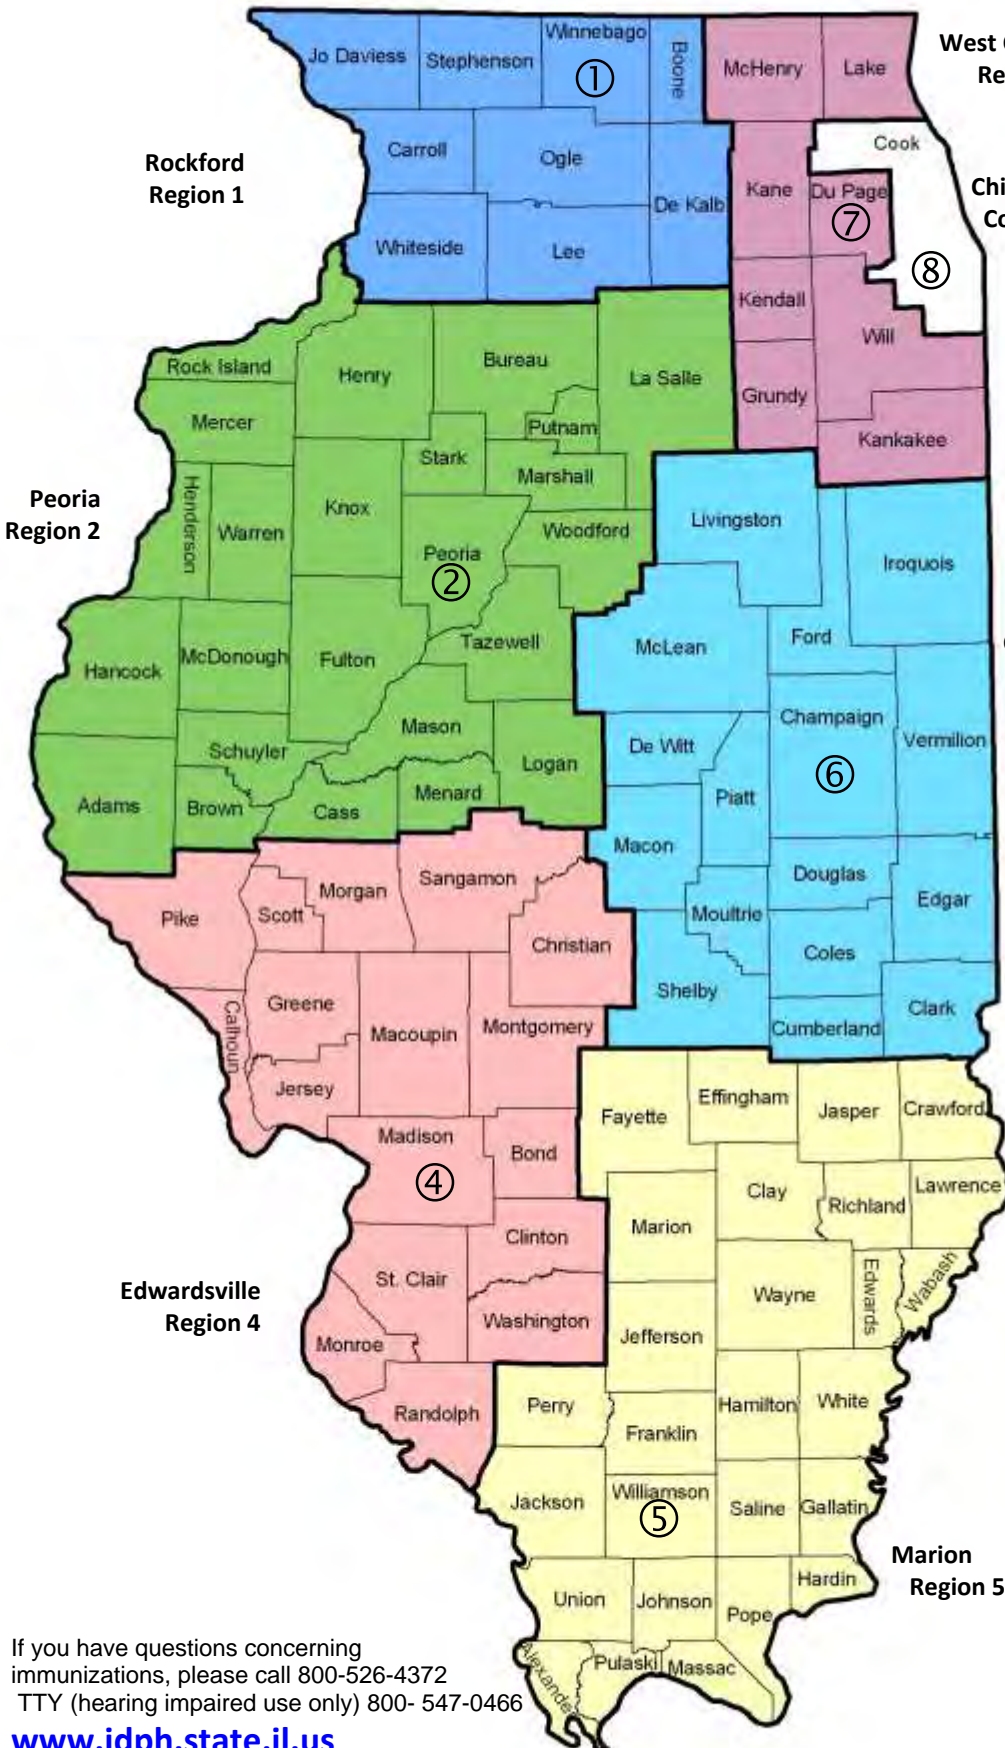 West
Re
Jo Daviess
Stephenson
Winnebago
①
Boone
McHenry
Lake
Carroll
Ogle
De Kalb
Whiteside
Lee
Rockford
Region 1
Kane
Du Page
⑦
Cook
⑧
Chi
Co
Kendall
Will
Grundy
Kankakee
Rock Island
Henry
Bureau
La Salle
Mercer
Putnam
Stark
Marshall
Henderson
Warren
Knox
Peoria
②
Woodford
Peoria
Region 2
Hancock
McDonough
Fulton
Tazewell
Mason
Schuyler
Logan
Adams
Brown
Cass
Menard
Livingston
Iroquois
McLean
Ford
Champaign
⑥
Vermilion
De Witt
Piatt
Macon
Douglas
Edgar
Moultrie
Coles
Shelby
Cumberland
Clark
Pike
Scott
Morgan
Sangamon
Christian
Greene
Calhoun
Macoupin
Montgomery
Jersey
Madison
④
Bond
Clinton
St. Clair
Washington
Monroe
Randolph
Edwardsville
Region 4
Fayette
Effingham
Jasper
Crawford
Clay
Richland
Lawrence
Marion
Wayne
Edwards
Wabash
Jefferson
Perry
Franklin
Hamilton
White
Jackson
Williamson
⑤
Saline
Gallatin
Union
Johnson
Pope
Hardin
Alexander
Pulaski
Massac
Marion
Region 5
If you have questions concerning
immunizations, please call 800-526-4372
TTY (hearing impaired use only) 800- 547-0466
www.idph.state.il.us